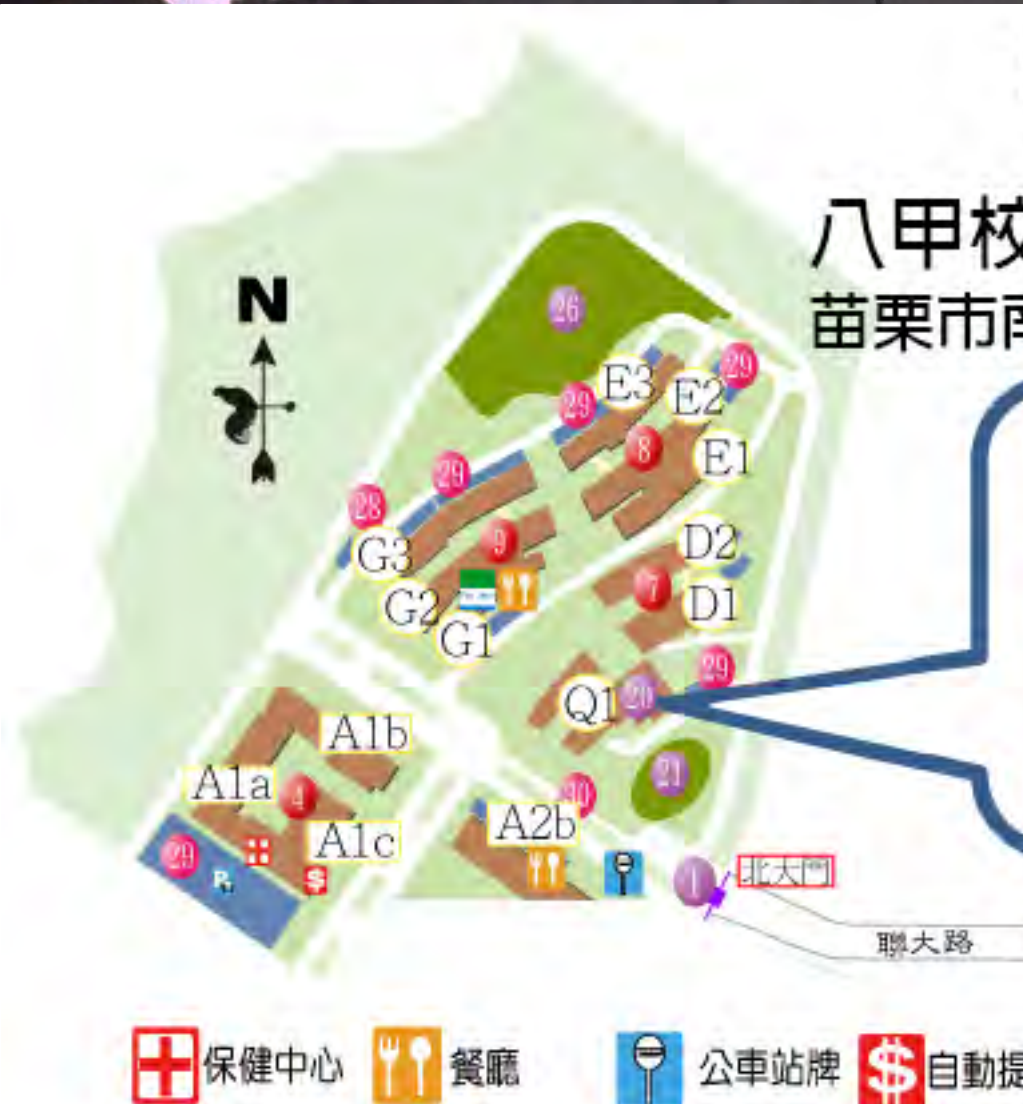 八甲校
苗栗市南
N
26
29
E3
E2
29
8
E1
29
28
G3
9
G2
G1
D2
7
D1
29
Q1
20
21
A1b
A1a
4
A1c
29
A2b
1
北大門
聯大路
保健中心
餐廳
公車站牌
$自動提